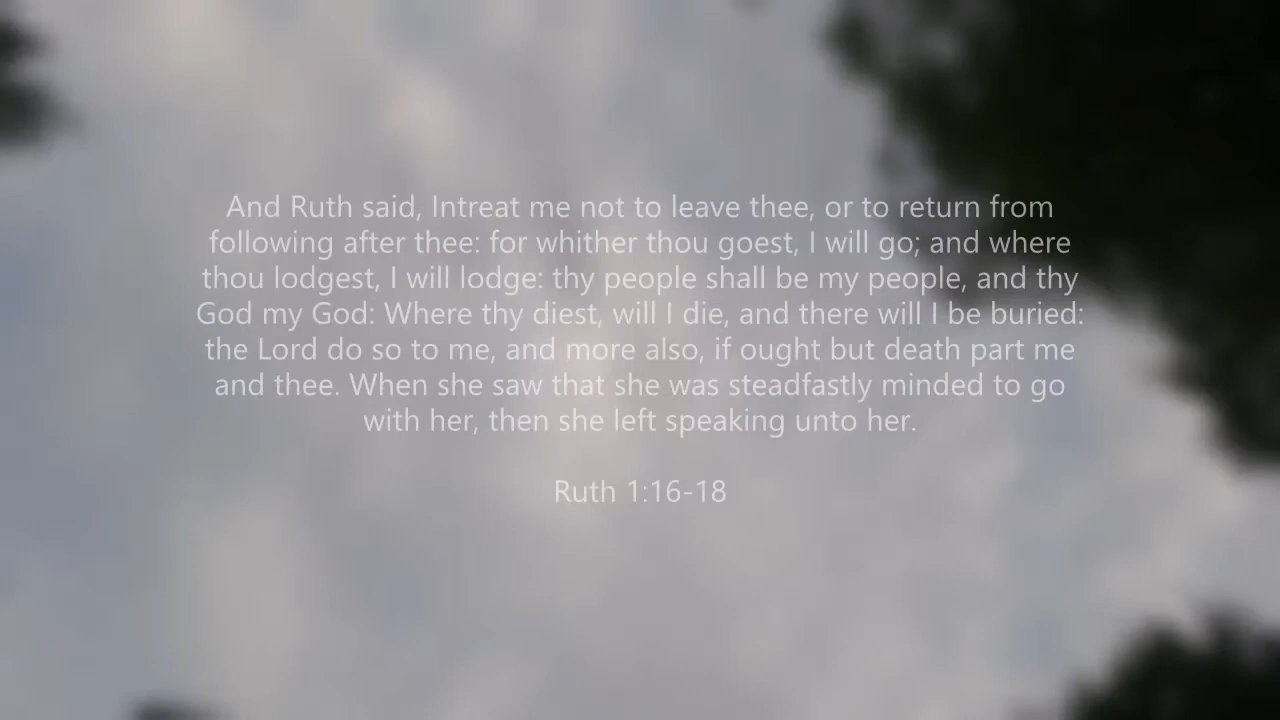 And Ruth said, Intreat me not to leave thee, or to return from
following after thee: for whither thou goest, I will go; and where
thou lodgest, I will lodge: thy people shall be my people, and thy
God my God: Where thy diest, will I die, and there will I be buried:
the Lord do so to me, and more also, if ought but death part me
and thee. When she saw that she was steadfastly minded to go
with her, then she left speaking unto her.
Ruth 1:16-18